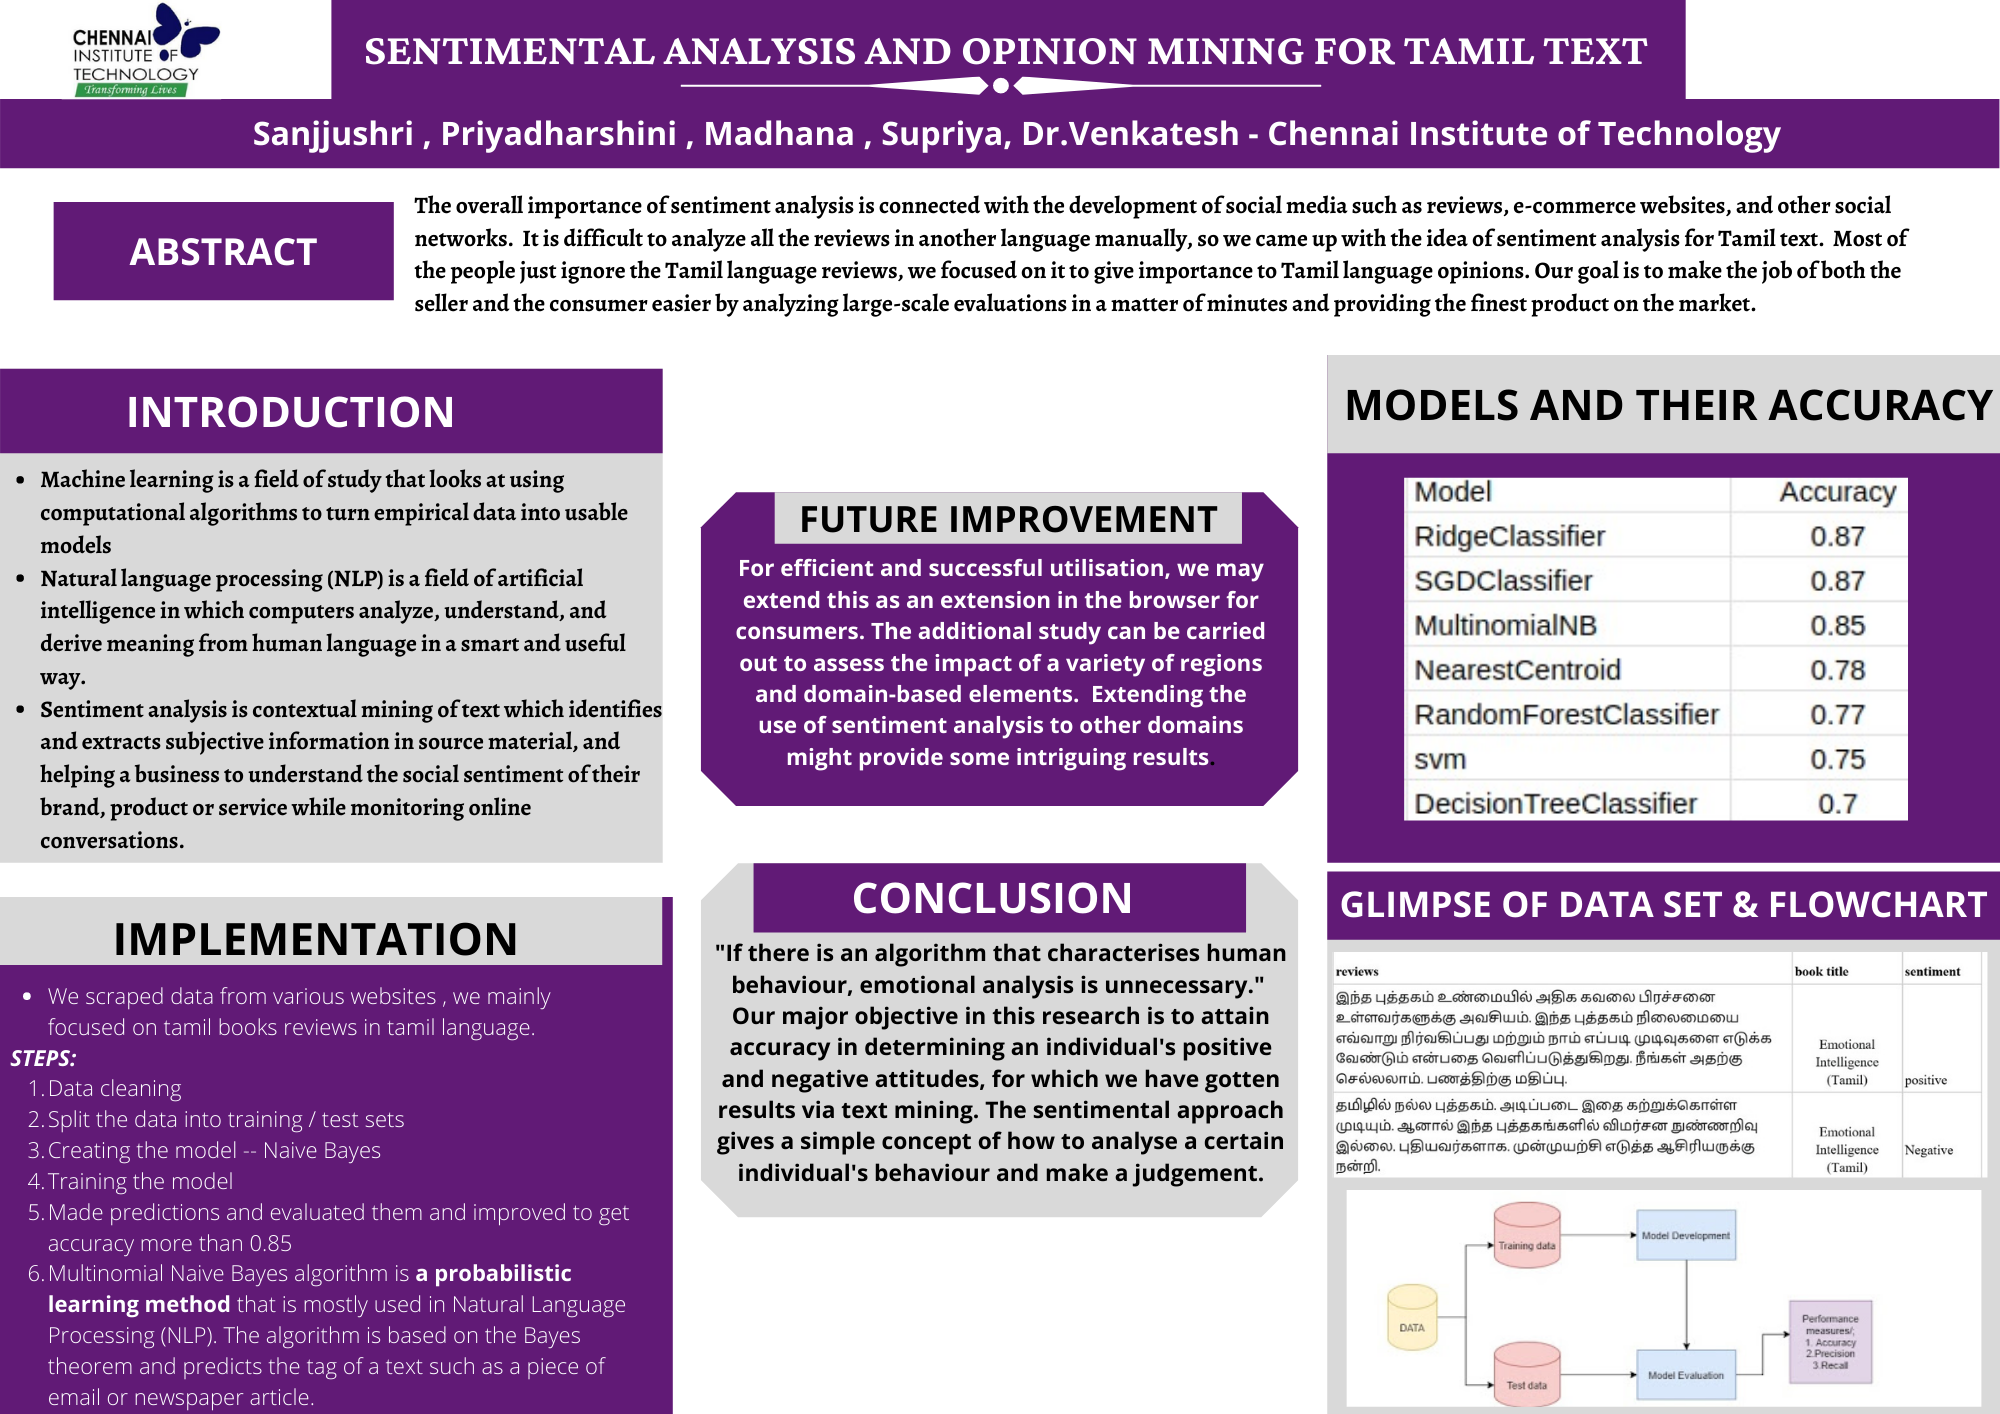 CHENNAI
INSTITUTE OF
TECHNOLOGY
Transforming Lives
SENTIMENTAL ANALYSIS AND OPINION MINING FOR TAMIL TEXT
Sanjjushri , Priyadharshini , Madhana , Supriya, Dr.Venkatesh - Chennai Institute of Technology
ABSTRACT
The overall importance of sentiment analysis is connected with the development of social media such as reviews, e-commerce websites, and other social
networks.  It is difficult to analyze all the reviews in another language manually, so we came up with the idea of sentiment analysis for Tamil text.  Most of
the people just ignore the Tamil language reviews, we focused on it to give importance to Tamil language opinions. Our goal is to make the job of both the
seller and the consumer easier by analyzing large-scale evaluations in a matter of minutes and providing the finest product on the market.
INTRODUCTION
• Machine learning is a field of study that looks at using
computational algorithms to turn empirical data into usable
models
• Natural language processing (NLP) is a field of artificial
intelligence in which computers analyze, understand, and
derive meaning from human language in a smart and useful
way.
• Sentiment analysis is contextual mining of text which identifies
and extracts subjective information in source material, and
helping a business to understand the social sentiment of their
brand, product or service while monitoring online
conversations.
IMPLEMENTATION
• We scraped data from various websites , we mainly
focused on tamil books reviews in tamil language.
STEPS:
1. Data cleaning
2. Split the data into training / test sets
3. Creating the model -- Naive Bayes
4. Training the model
5. Made predictions and evaluated them and improved to get
accuracy more than 0.85
6. Multinomial Naive Bayes algorithm is a probabilistic
learning method that is mostly used in Natural Language
Processing (NLP). The algorithm is based on the Bayes
theorem and predicts the tag of a text such as a piece of
email or newspaper article.
FUTURE IMPROVEMENT
For efficient and successful utilisation, we may
extend this as an extension in the browser for
consumers. The additional study can be carried
out to assess the impact of a variety of regions
and domain-based elements.  Extending the
use of sentiment analysis to other domains
might provide some intriguing results.
CONCLUSION
"If there is an algorithm that characterises human
behaviour, emotional analysis is unnecessary."
Our major objective in this research is to attain
accuracy in determining an individual's positive
and negative attitudes, for which we have gotten
results via text mining. The sentimental approach
gives a simple concept of how to analyse a certain
individual's behaviour and make a judgement.
MODELS AND THEIR ACCURACY
Model Accuracy
RidgeClassifier 0.87
SGDClassifier 0.87
MultinomialNB 0.85
NearestCentroid 0.78
RandomForestClassifier 0.77
svm 0.75
DecisionTreeClassifier 0.7
GLIMPSE OF DATA SET & FLOWCHART
reviews book title sentiment
இந்த புத்தகம் உண்மையில் அதிக கவலை பிரச்சனை
உள்ளவர்களுக்கு அவசியம். இந்த புத்தகம் நிலைமையை
எவ்வாறு நிர்வகிப்பது மற்றும் நாம் எப்படி முடிவுகளை எடுக்க
வேண்டும் என்பதை வெளிப்படுத்துகிறது. நீங்கள் அதற்கு
செல்லலாம். பணத்திற்கு மதிப்பு.
Emotional
Intelligence
(Tamil)
positive
தமிழில் நல்ல புத்தகம். அடிப்படை இதை கற்றுக்கொள்ள
முடியும். ஆனால் இந்த புத்தகங்களில் விமர்சன நுண்ணறிவு
இல்லை. புதியவர்களாக. முன்முயற்சி எடுத்த ஆசிரியருக்கு
நன்றி.
Emotional
Intelligence
(Tamil)
Negative
Training data
Model Development
DATA
Performance
measures/;
1. Accuracy
2.Precision
3.Recall
Test data
Model Evaluation